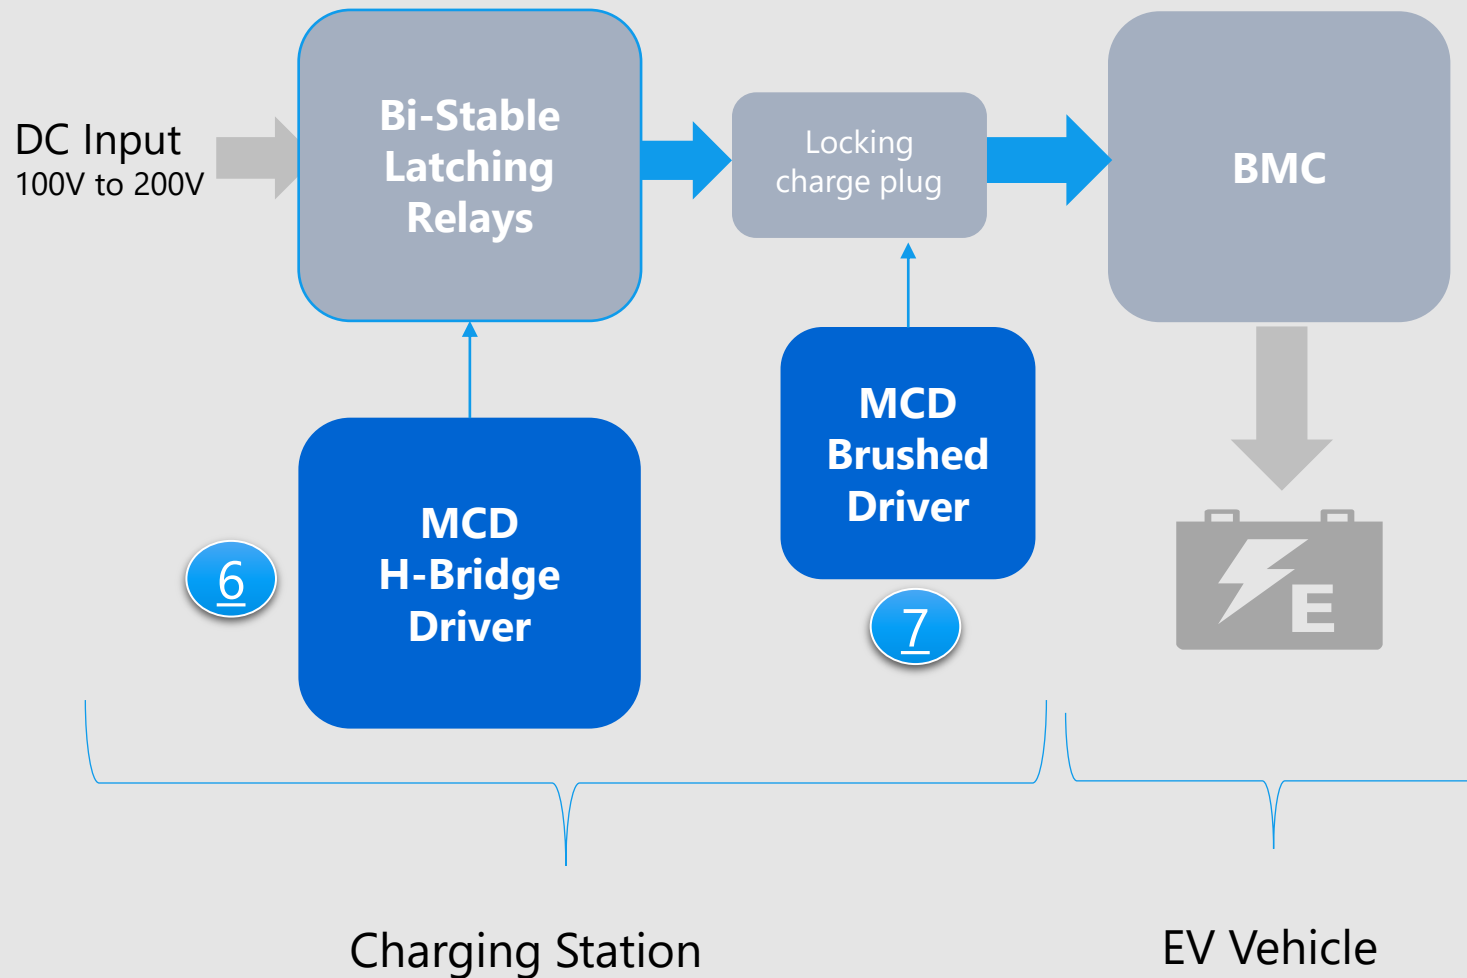 DC Input
100V to 200V
Bi-Stable
Latching
Relays
Locking
charge plug
BMC
MCD
H-Bridge
Driver
6
MCD
Brushed
Driver
7
E
Charging Station
EV Vehicle